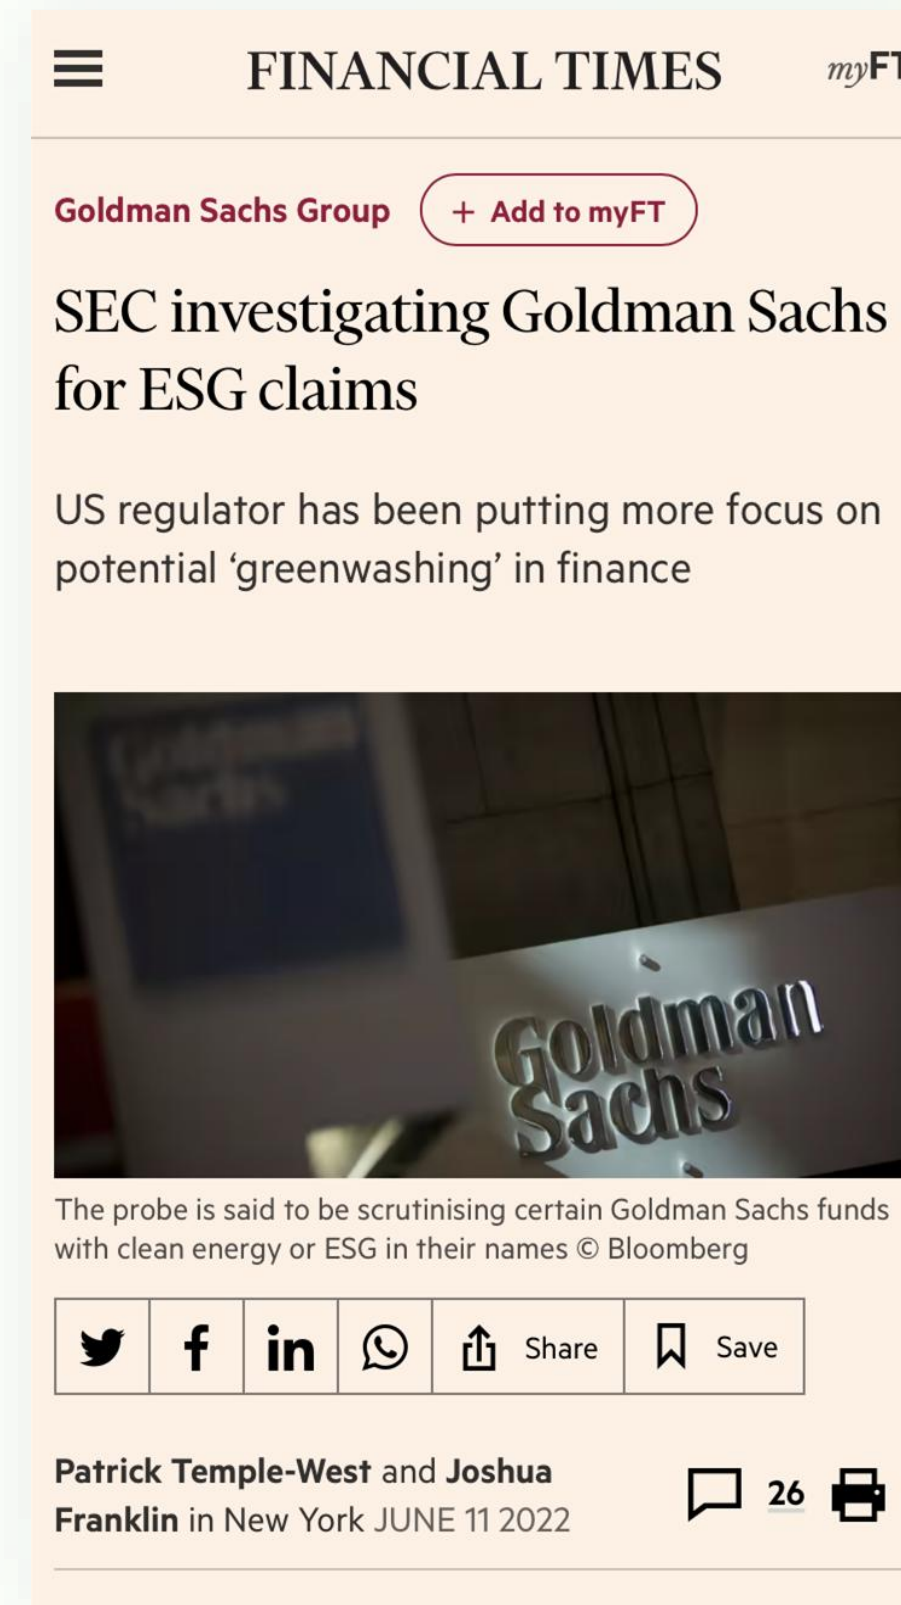 FINANCIAL TIMES
myFT
Goldman Sachs Group
+ Add to myFT
SEC investigating Goldman Sachs
for ESG claims
US regulator has been putting more focus on
potential ‘greenwashing’ in finance
Goldman
Sachs
Goldman
Sachs
The probe is said to be scrutinising certain Goldman Sachs funds
with clean energy or ESG in their names © Bloomberg
f
in
Share
Save
Patrick Temple-West and Joshua
Franklin in New York JUNE 11 2022
26